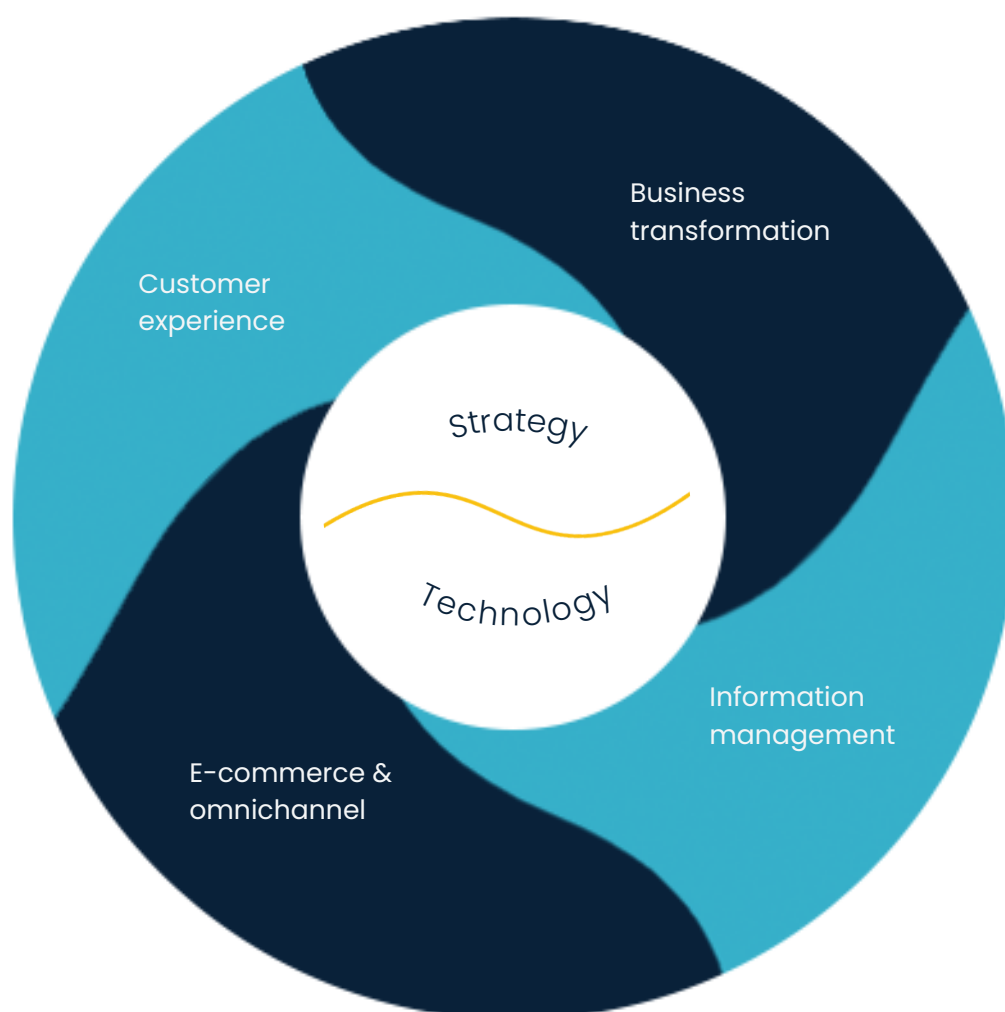 Business
transformation
Customer
experience
Strategy
Technology
Information
management
E-commerce &
omnichannel